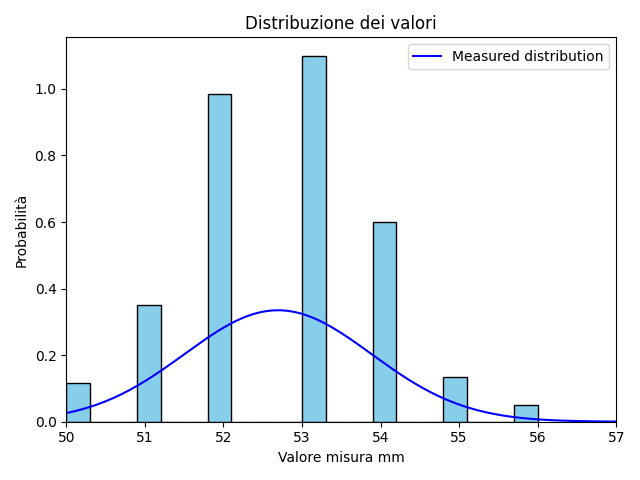 Distribuzione dei valori
Measured distribution
Probabilità
1.0
0.8
0.6
0.4
0.2
0.0
50 51 52 53 54 55 56 57
Valore misura mm